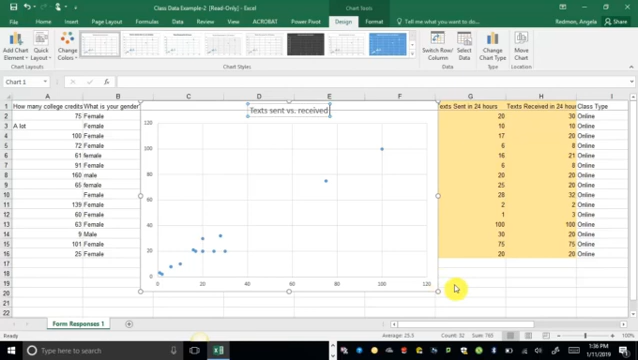 Class Data Example-2 [Read-Only] - Excel
Chart Tools
Redmon, Angela
File
Home
Insert
Page Layout
Formulas
Data
Review
View
ACROBAT
Power Pivot
Design
Format
Tell me what you want to do
Share
Add Chart Element
Quick Layout
Change Colors
Switch Row/Column
Select Data
Change Chart Type
Move Chart
Chart Layouts
Chart Styles
Data
Type
Location
Chart 1
fx
A B C D E F G H I
1 How many college credits What is your gender Texts Sent in 24 hours Texts Received in 24 hour Class Type
2 75 Female 20 30 Online
3 A lot 10 10 Online
4 100 Female 17 20 Online
5 72 Female 6 8 Online
6 61 female 16 21 Online
7 91 Female 6 8 Online
8 160 male 20 20 Online
9 65 female 25 20 Online
10 Female 28 32 Online
11 139 Female 2 2 Online
12 60 Female 1 3 Online
13 63 Female 100 100 Online
14 9 Male 30 20 Online
15 101 Female 75 75 Online
16 25 Female 20 20 Online
17
18
19
20
21
22
Texts sent vs. received
120
100
80
60
40
20
0
0 20 40 60 80 100 120
Form Responses 1
Ready
Average: 25.5
Count: 32
Sum: 765
100%
Type here to search
1:36 PM
1/11/2019